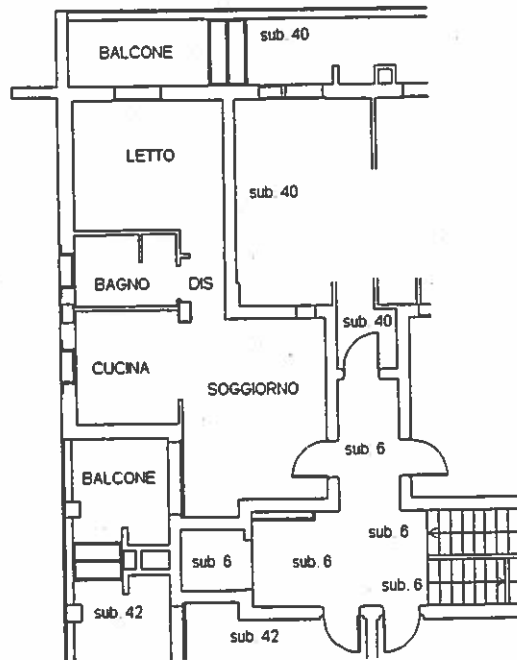 sub. 40
BALCONE
LETTO
sub. 40
BAGNO
DIS
sub. 40
CUCINA
SOGGIORNO
sub. 6
BALCONE
sub. 6
sub. 6
sub. 6
sub. 6
sub. 42
sub. 42